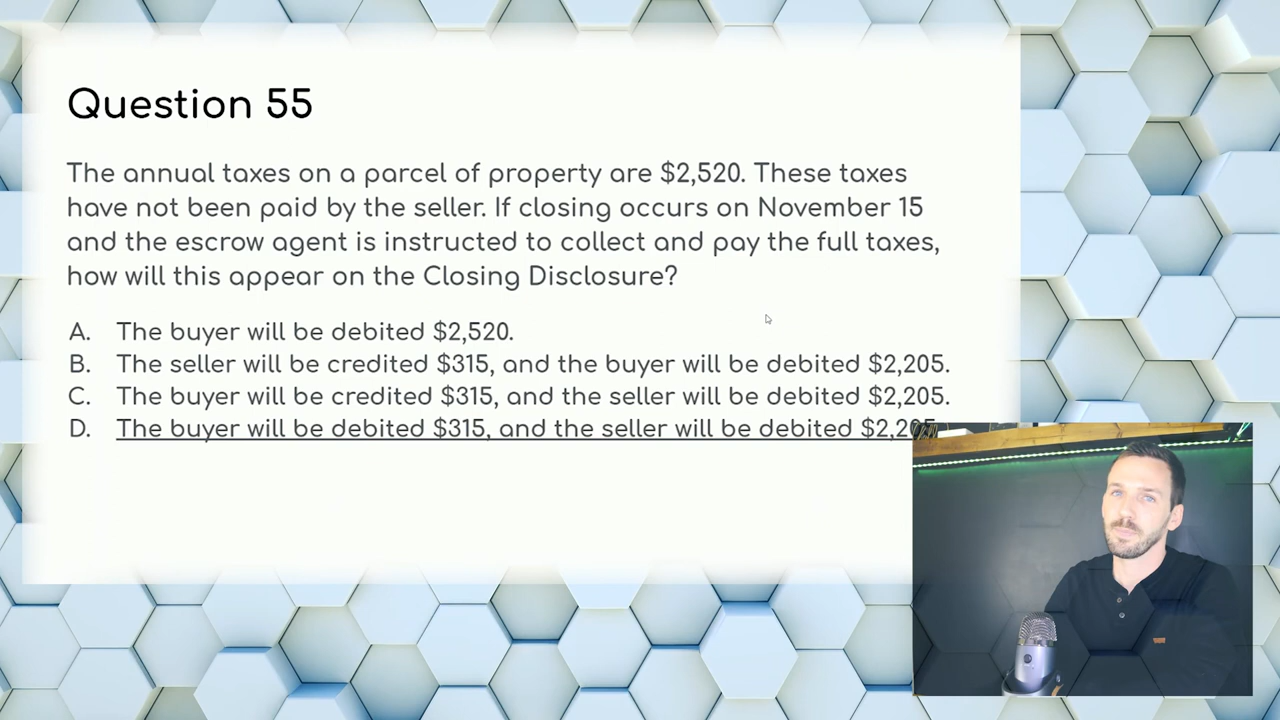 Question 55
The annual taxes on a parcel of property are $2,520. These taxes
have not been paid by the seller. If closing occurs on November 15
and the escrow agent is instructed to collect and pay the full taxes,
how will this appear on the Closing Disclosure?
A. The buyer will be debited $2,520.
B. The seller will be credited $315, and the buyer will be debited $2,205.
C. The buyer will be credited $315, and the seller will be debited $2,205.
D. The buyer will be debited $315, and the seller will be debited